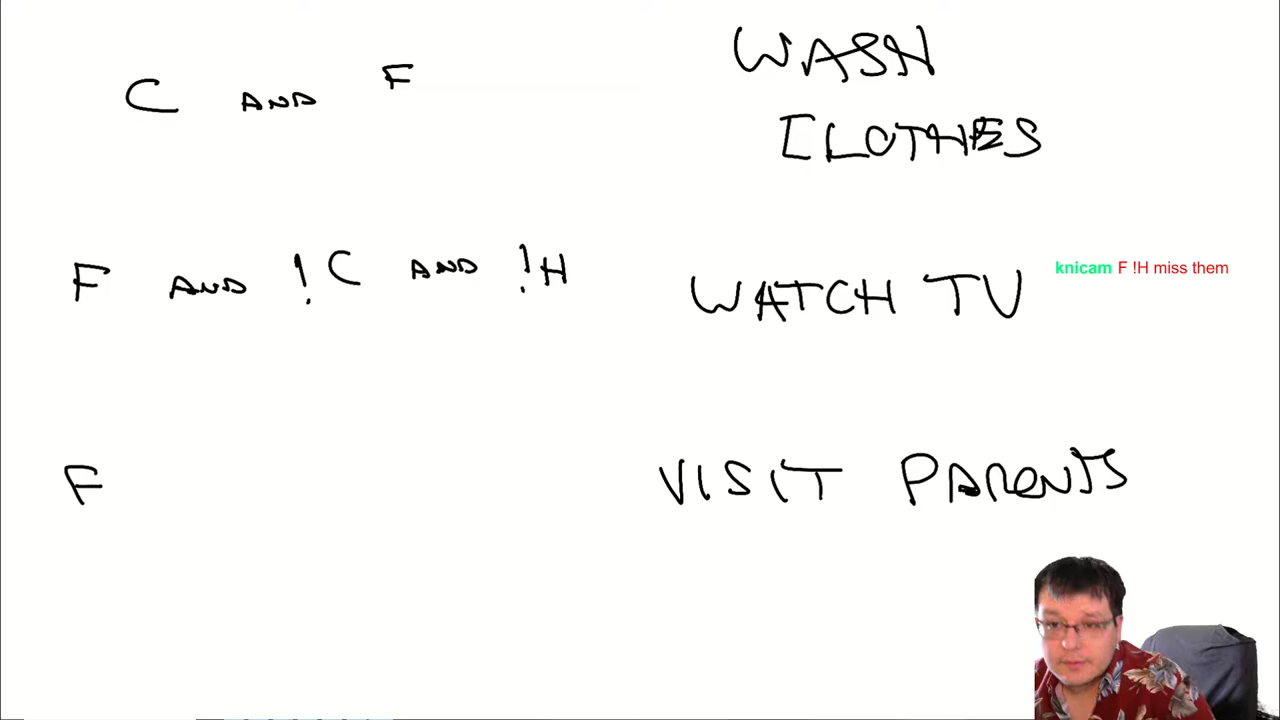 C AND F
WASH
CLOTHES
F AND !C AND !H
WATCH TV
knicam F !H miss them
F
VISIT PARENTS